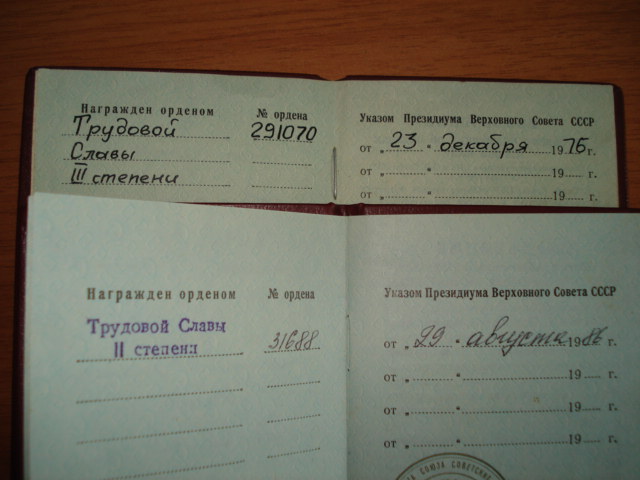 Награжден орденом № ордена
Трудовой 291070
Славы
III степени
Указом Президиума Верховного Совета СССР
от „ 23 " декабря 1976 г.
от „ " 19 г.
от „ " 19 г.
Награжден орденом № ордена
Трудовой Славы
II степени 31688
Указом Президиума Верховного Совета СССР
от „ 29 " августа 1986 г.
от „ " 19 г.
от „ " 19 г.
от „ " 19 г.
СОЮЗА СОВЕТСКИХ